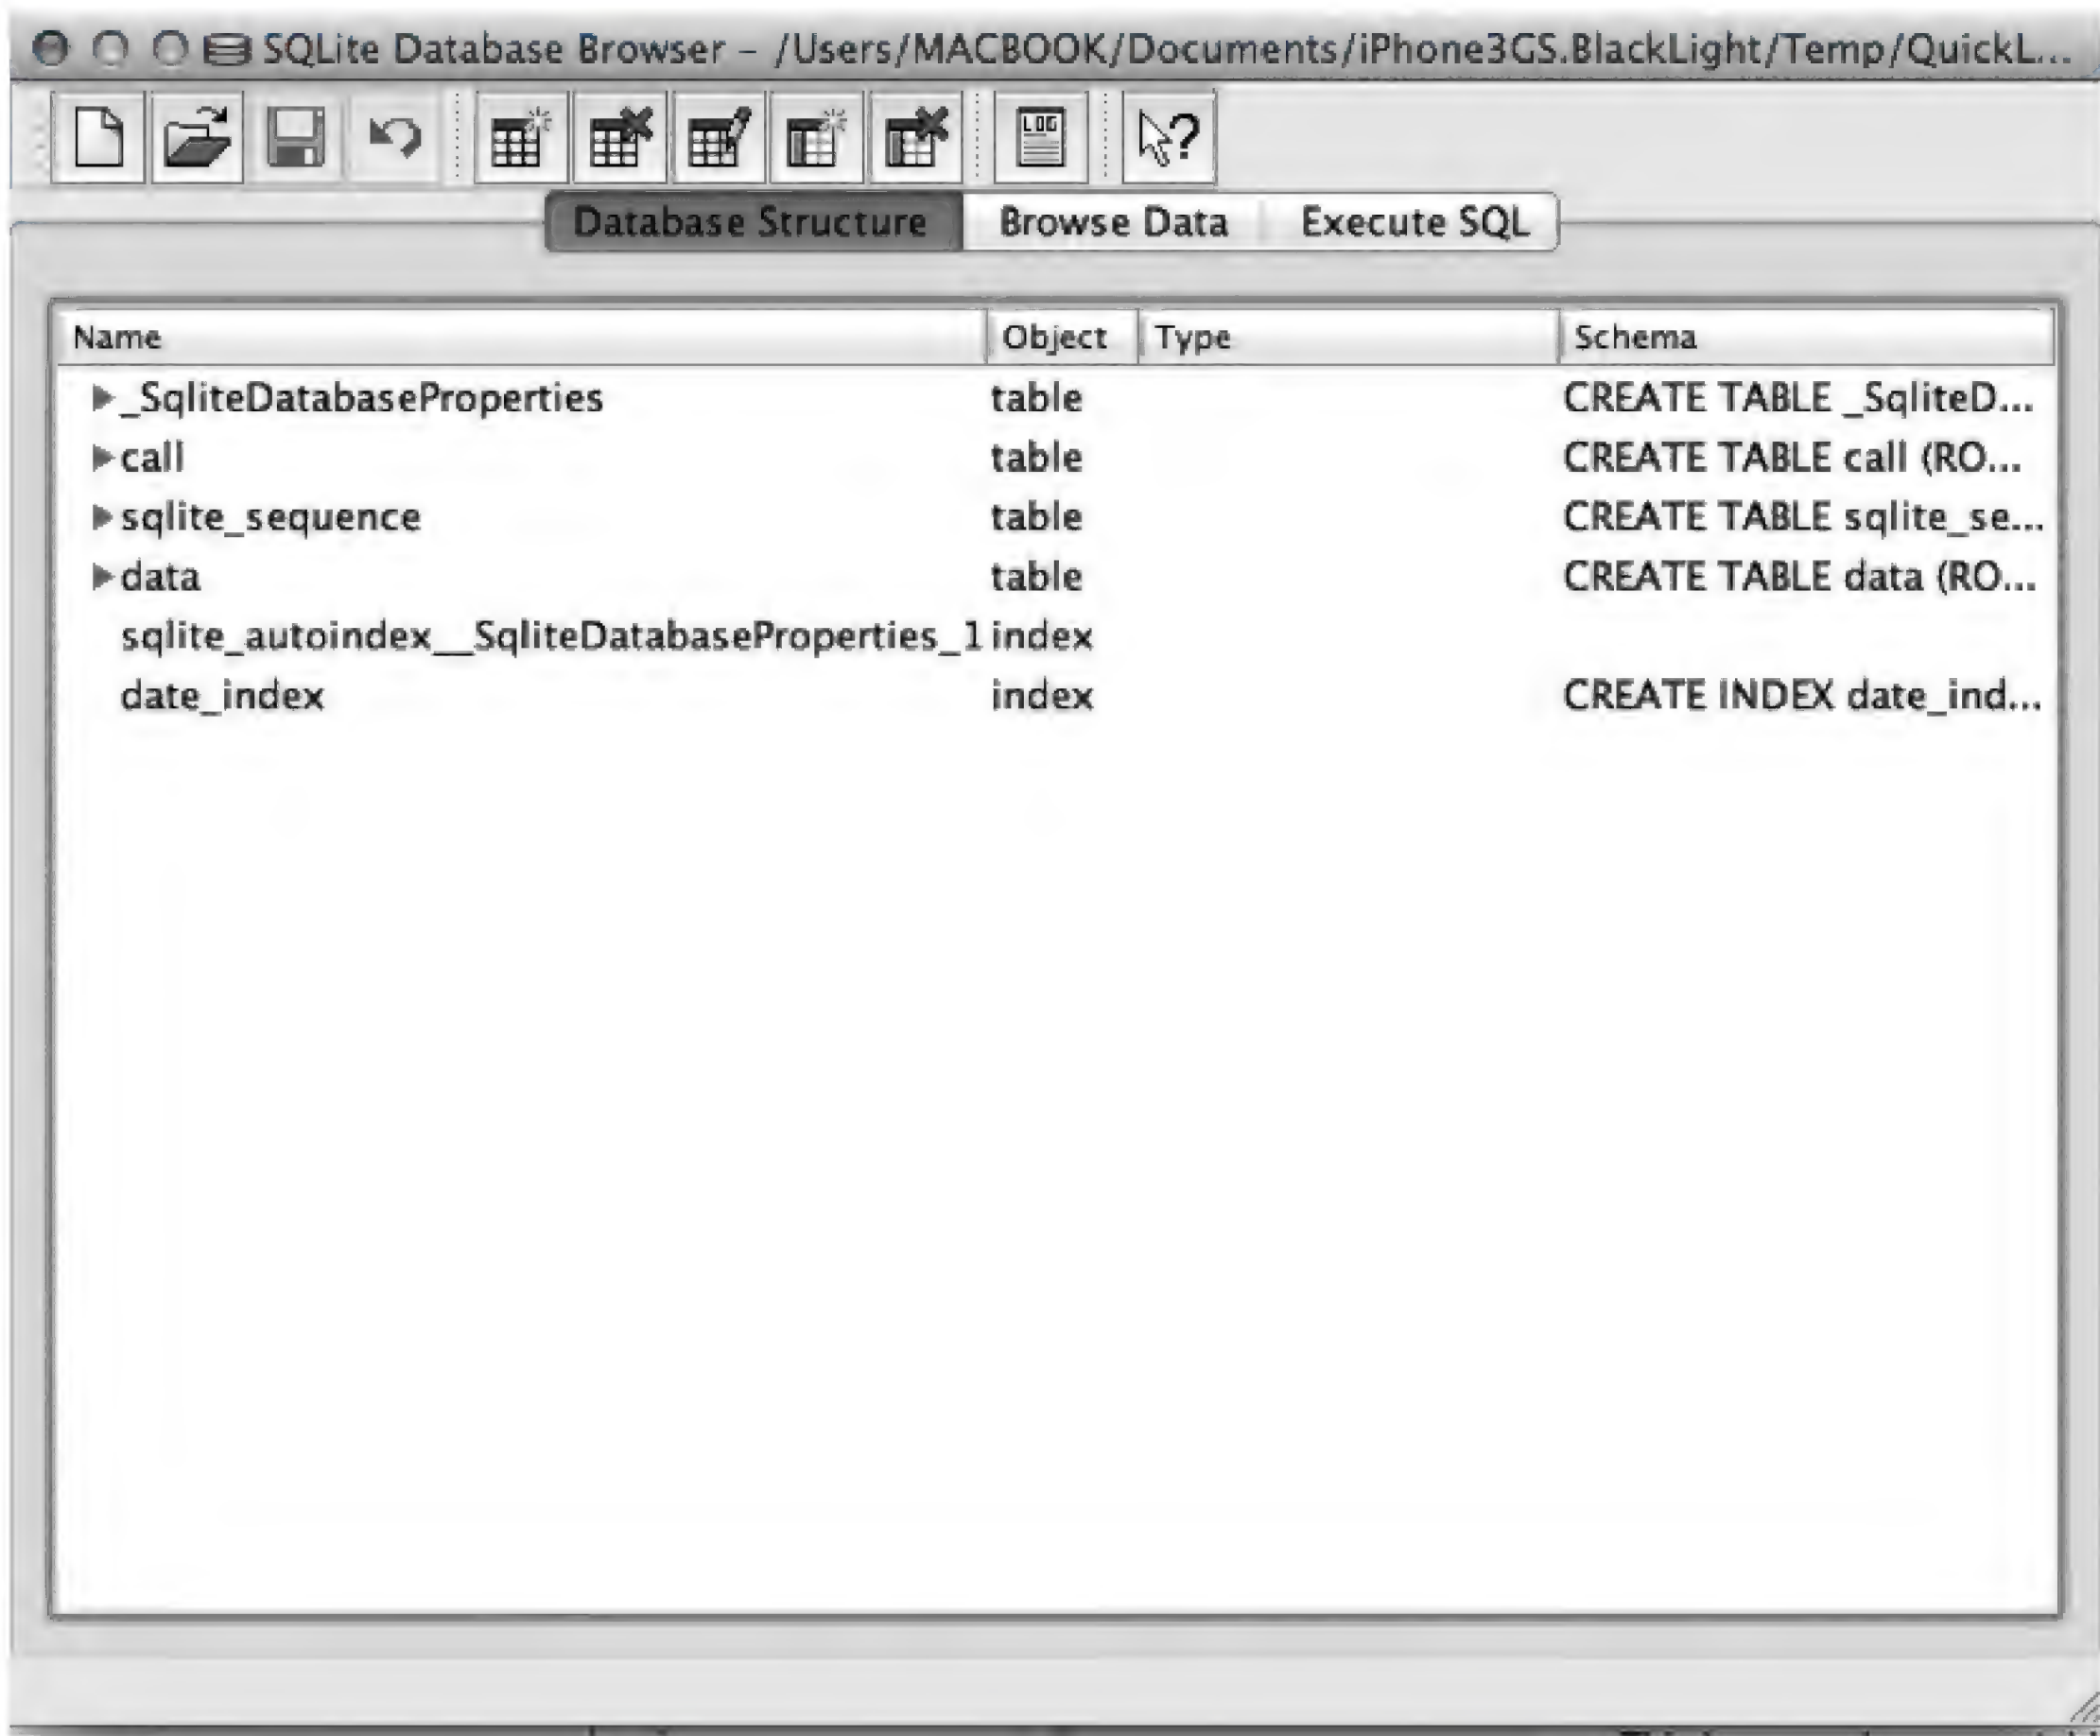 SQLite Database Browser – /Users/MACBOOK/Documents/iPhone3GS.BlackLight/Temp/QuickL...
LOG
?
Database Structure Browse Data Execute SQL
Name Object Type Schema
_SqliteDatabaseProperties table CREATE TABLE _SqliteD...
call table CREATE TABLE call (RO...
sqlite_sequence table CREATE TABLE sqlite_se...
data table CREATE TABLE data (RO...
sqlite_autoindex__SqliteDatabaseProperties_1 index
date_index index CREATE INDEX date_ind...